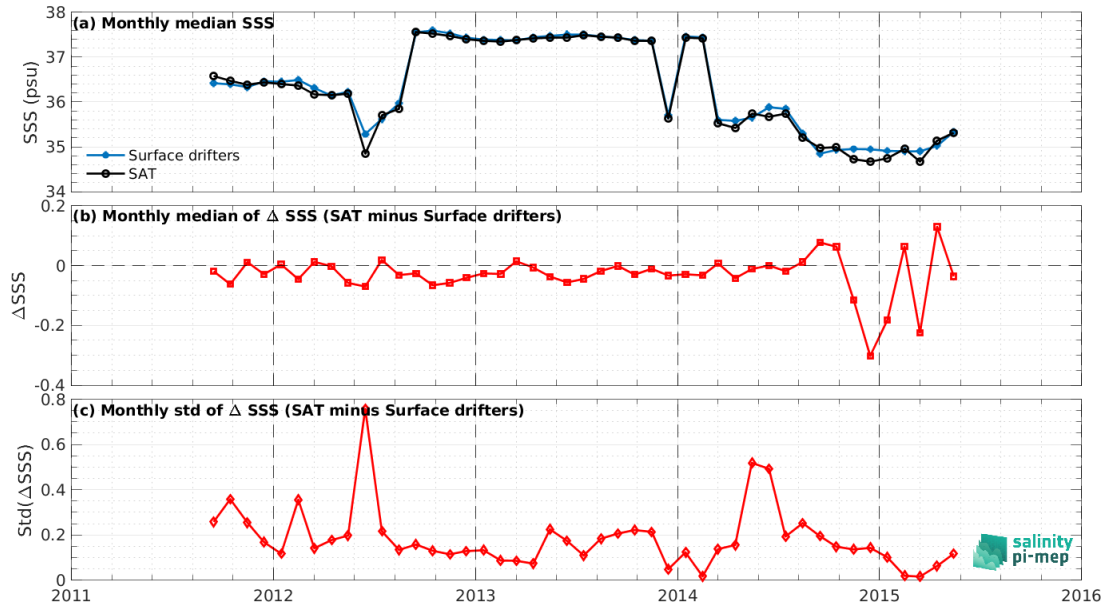 (a) Monthly median SSS
SSS (psu)
38
37
36
35
34
Surface drifters
SAT
(b) Monthly median of Δ SSS (SAT minus Surface drifters)
ΔSSS
0.2
0
-0.2
-0.4
(c) Monthly std of Δ SSS (SAT minus Surface drifters)
Std(ΔSSS)
0.8
0.6
0.4
0.2
0
2011 2012 2013 2014 2015 2016
salinity
pi-mep